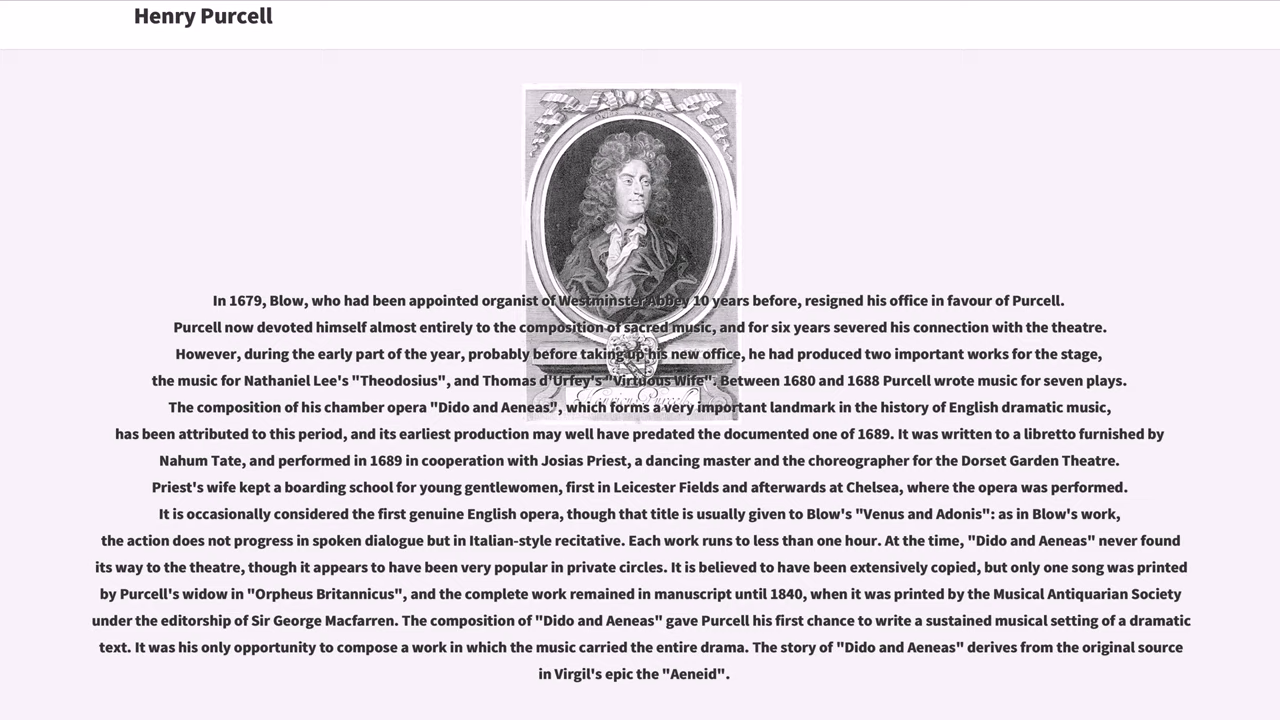 Henry Purcell
In 1679, Blow, who had been appointed organist of Westminster Abbey 10 years before, resigned his office in favour of Purcell.
Purcell now devoted himself almost entirely to the composition of sacred music, and for six years severed his connection with the theatre.
However, during the early part of the year, probably before taking up his new office, he had produced two important works for the stage,
the music for Nathaniel Lee's "Theodosius", and Thomas d'Urfey's "Virtuous Wife". Between 1680 and 1688 Purcell wrote music for seven plays.
The composition of his chamber opera "Dido and Aeneas", which forms a very important landmark in the history of English dramatic music,
has been attributed to this period, and its earliest production may well have predated the documented one of 1689. It was written to a libretto furnished by
Nahum Tate, and performed in 1689 in cooperation with Josias Priest, a dancing master and the choreographer for the Dorset Garden Theatre.
Priest's wife kept a boarding school for young gentlewomen, first in Leicester Fields and afterwards at Chelsea, where the opera was performed.
It is occasionally considered the first genuine English opera, though that title is usually given to Blow's "Venus and Adonis": as in Blow's work,
the action does not progress in spoken dialogue but in Italian-style recitative. Each work runs to less than one hour. At the time, "Dido and Aeneas" never found
its way to the theatre, though it appears to have been very popular in private circles. It is believed to have been extensively copied, but only one song was printed
by Purcell's widow in "Orpheus Britannicus", and the complete work remained in manuscript until 1840, when it was printed by the Musical Antiquarian Society
under the editorship of Sir George Macfarren. The composition of "Dido and Aeneas" gave Purcell his first chance to write a sustained musical setting of a dramatic
text. It was his only opportunity to compose a work in which the music carried the entire drama. The story of "Dido and Aeneas" derives from the original source
in Virgil's epic the "Aeneid".